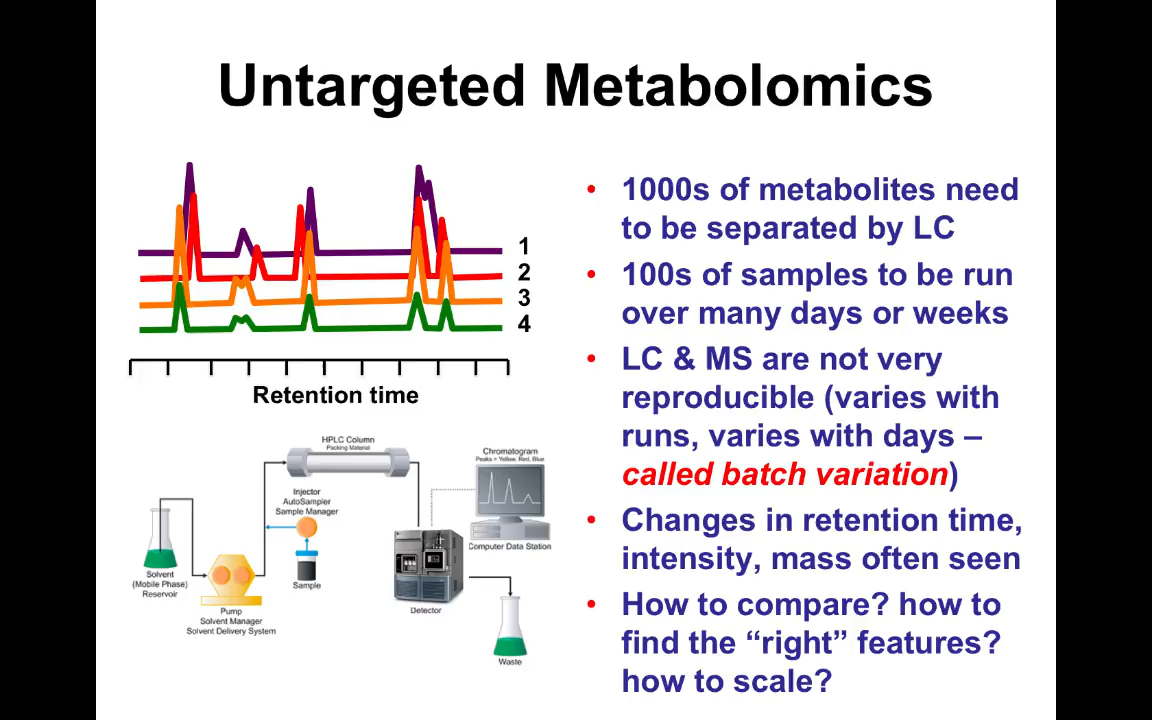 Untargeted Metabolomics
1
2
3
4
Retention time
HPLC Column
Packing Material
Injector
AutoSampler
Sample Manager
Chromatogram
Peaks = Yellow, Red, Blue
Computer Data Station
Solvent
(Mobile Phase)
Reservoir
Sample
Pump
Solvent Manager
Solvent Delivery System
Detector
Waste
• 1000s of metabolites need
to be separated by LC
• 100s of samples to be run
over many days or weeks
• LC & MS are not very
reproducible (varies with
runs, varies with days –
called batch variation)
• Changes in retention time,
intensity, mass often seen
• How to compare? how to
find the “right” features?
how to scale?